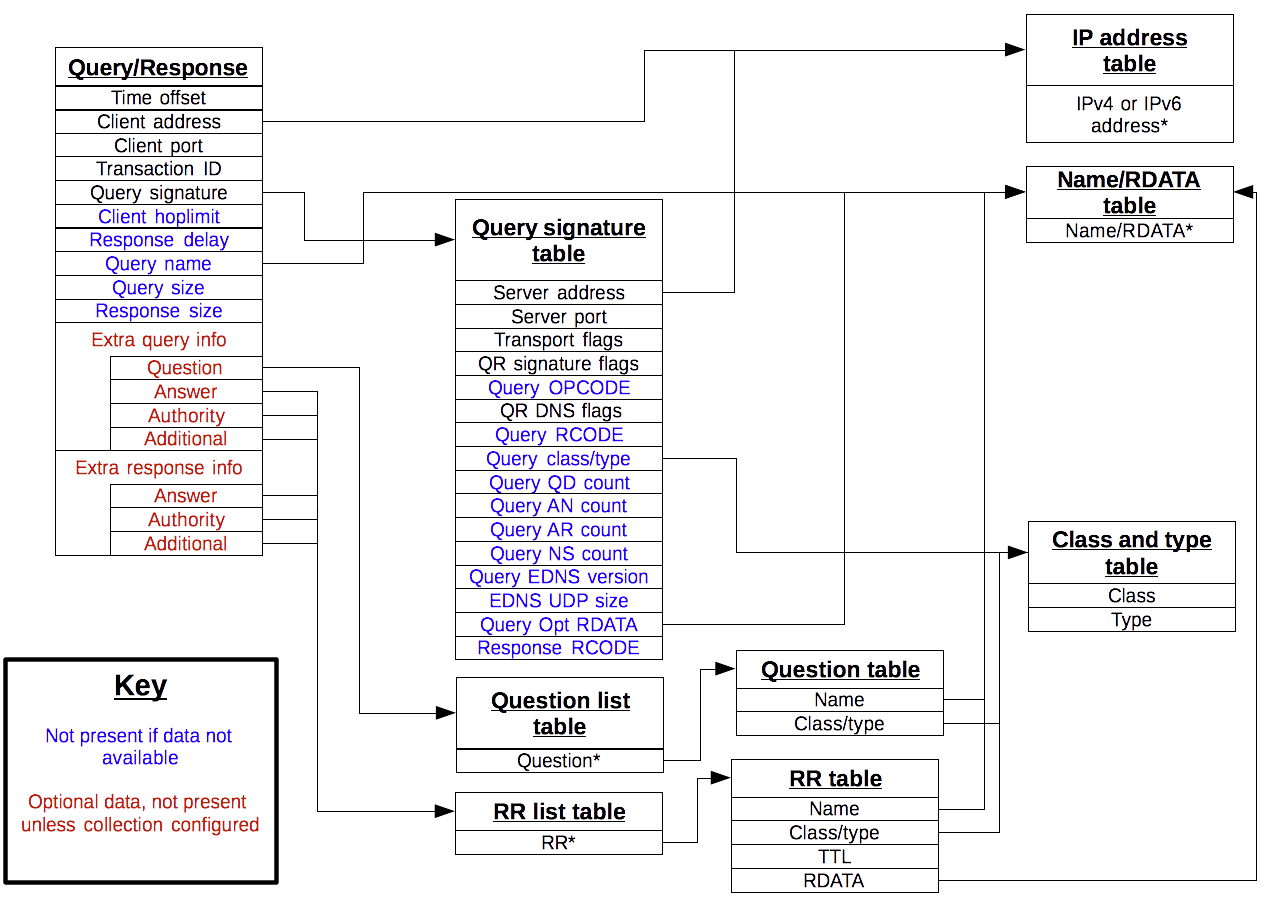 Query/Response
Time offset
Client address
Client port
Transaction ID
Query signature
Client hoplimit
Response delay
Query name
Query size
Response size
Extra query info
Question
Answer
Authority
Additional
Extra response info
Answer
Authority
Additional
Key
Not present if data not
available
Optional data, not present
unless collection configured
Query signature
table
Server address
Server port
Transport flags
QR signature flags
Query OPCODE
QR DNS flags
Query RCODE
Query class/type
Query QD count
Query AN count
Query AR count
Query NS count
Query EDNS version
EDNS UDP size
Query Opt RDATA
Response RCODE
Question list
table
Question*
RR list table
RR*
Question table
Name
Class/type
RR table
Name
Class/type
TTL
RDATA
IP address
table
IPv4 or IPv6
address*
Name/RDATA
table
Name/RDATA*
Class and type
table
Class
Type